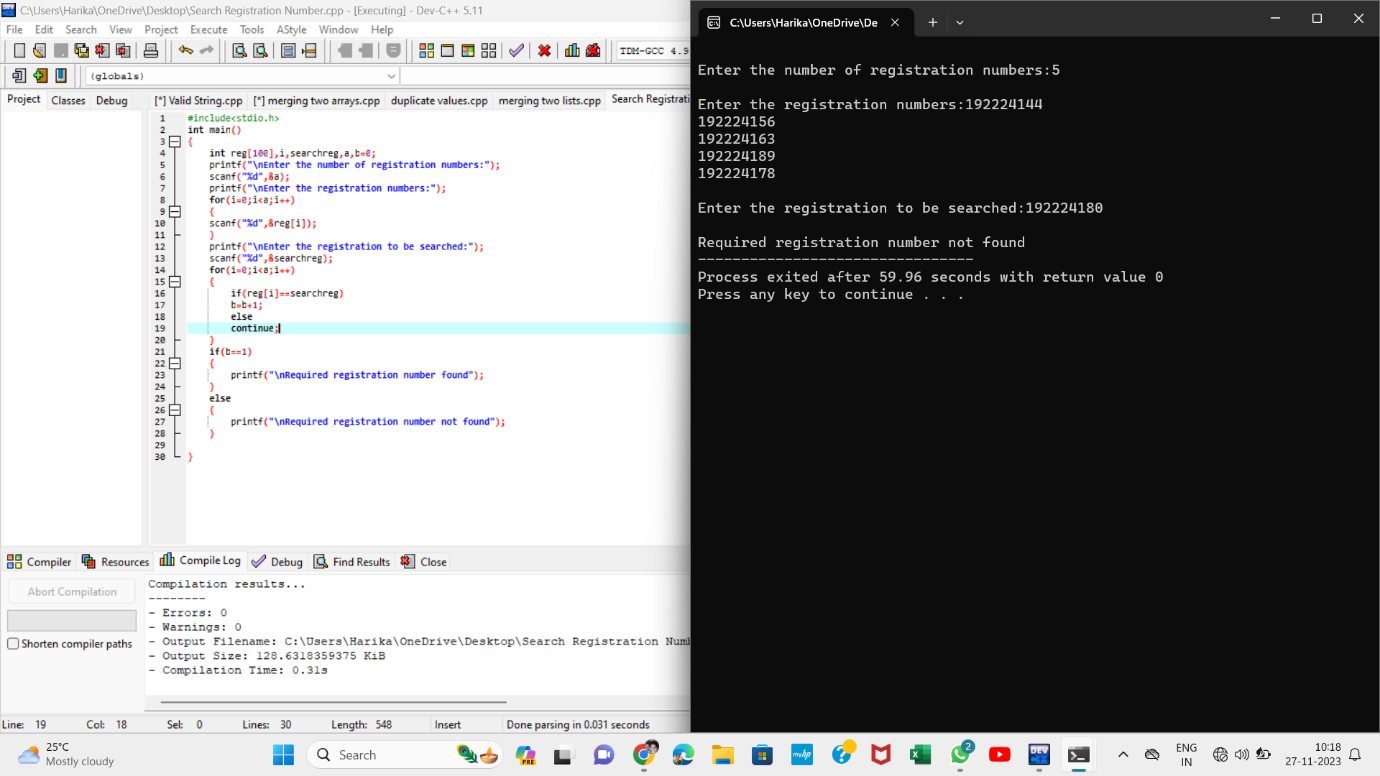 C:\Users\Harika\OneDrive\Desktop\Search Registration Number.cpp - [Executing] - Dev-C++ 5.11
File Edit Search View Project Execute Tools AStyle Window Help
TDM-GCC 4.9
(globals)
Project Classes Debug
[*] Valid String.cpp [*] merging two arrays.cpp duplicate values.cpp merging two lists.cpp Search Registrati
1 #include<stdio.h>
2 int main()
3 {
4 int reg[100],i,searchreg,a,b=0;
5 printf("\nEnter the number of registration numbers:");
6 scanf("%d",&a);
7 printf("\nEnter the registration numbers:");
8 for(i=0;i<a;i++)
9 {
10 scanf("%d",&reg[i]);
11 }
12 printf("\nEnter the registration to be searched:");
13 scanf("%d",&searchreg);
14 for(i=0;i<a;i++)
15 {
16 if(reg[i]==searchreg)
17 b=b+1;
18 else
19 continue;
20 }
21 if(b==1)
22 {
23 printf("\nRequired registration number found");
24 }
25 else
26 {
27 printf("\nRequired registration number not found");
28 }
29
30 }
Compiler Resources Compile Log Debug Find Results Close
Abort Compilation
Shorten compiler paths
Compilation results...
--------
- Errors: 0
- Warnings: 0
- Output Filename: C:\Users\Harika\OneDrive\Desktop\Search Registration Num
- Output Size: 128.6318359375 KiB
- Compilation Time: 0.31s
Line: 19 Col: 18 Sel: 0 Lines: 30 Length: 548 Insert Done parsing in 0.031 seconds
C:\Users\Harika\OneDrive\De
Enter the number of registration numbers:5
Enter the registration numbers:192224144
192224156
192224163
192224189
192224178
Enter the registration to be searched:192224180
Required registration number not found
--------------------------------
Process exited after 59.96 seconds with return value 0
Press any key to continue . . .
25°C
Mostly cloudy
Search
PRE
myhp
2
DEV
ENG
IN
10:18
27-11-2023